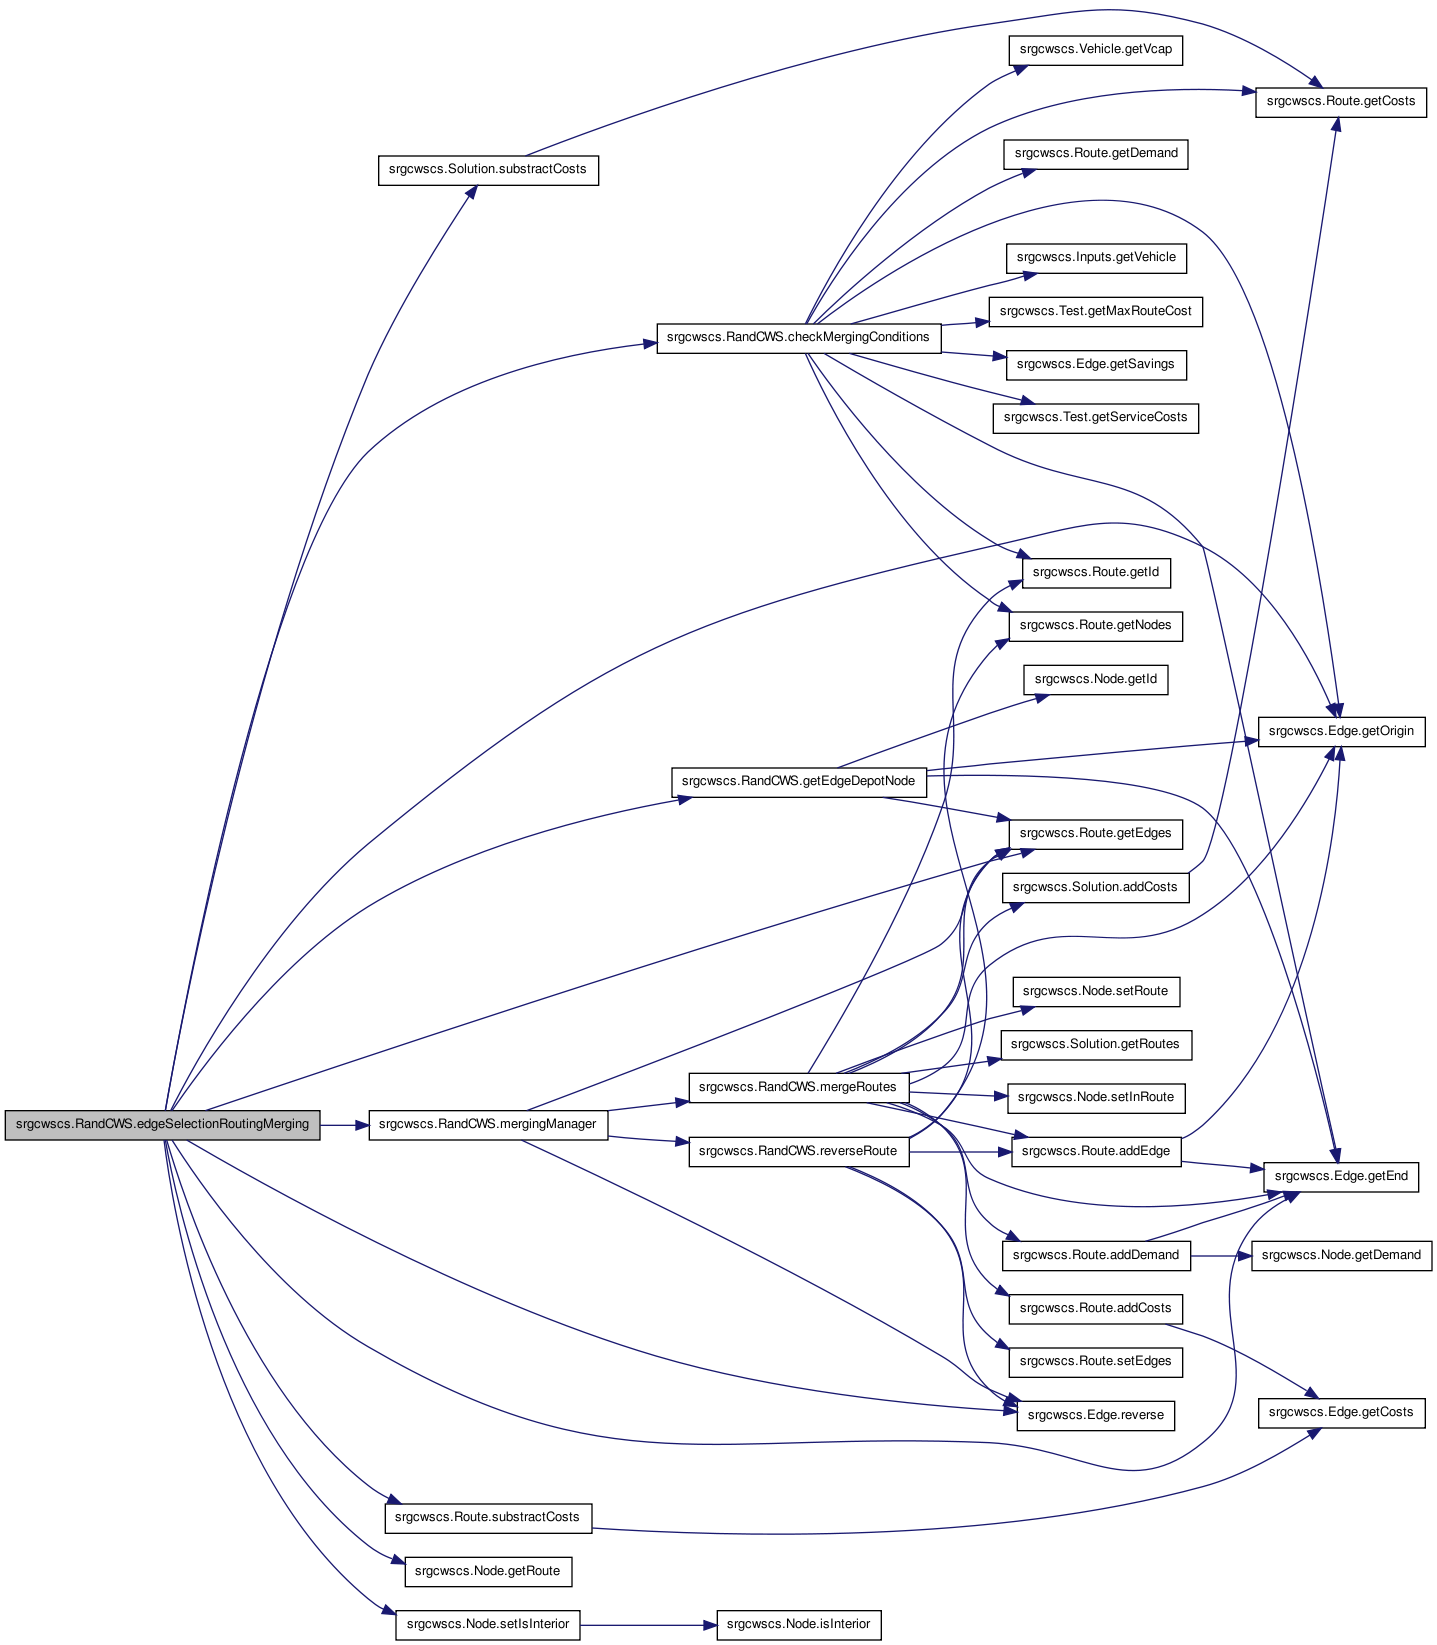 srgcwscs.Vehicle.getVcap
srgcwscs.Route.getCosts
srgcwscs.Route.getDemand
srgcwscs.Solution.substractCosts
srgcwscs.Inputs.getVehicle
srgcwscs.Test.getMaxRouteCost
srgcwscs.RandCWS.checkMergingConditions
srgcwscs.Edge.getSavings
srgcwscs.Test.getServiceCosts
srgcwscs.Route.getId
srgcwscs.Route.getNodes
srgcwscs.Node.getId
srgcwscs.Edge.getOrigin
srgcwscs.RandCWS.getEdgeDepotNode
srgcwscs.Route.getEdges
srgcwscs.Solution.addCosts
srgcwscs.Node.setRoute
srgcwscs.Solution.getRoutes
srgcwscs.RandCWS.mergeRoutes
srgcwscs.Node.setInRoute
srgcwscs.RandCWS.edgeSelectionRoutingMerging
srgcwscs.RandCWS.mergingManager
srgcwscs.RandCWS.reverseRoute
srgcwscs.Route.addEdge
srgcwscs.Edge.getEnd
srgcwscs.Route.addDemand
srgcwscs.Node.getDemand
srgcwscs.Route.addCosts
srgcwscs.Route.setEdges
srgcwscs.Edge.reverse
srgcwscs.Edge.getCosts
srgcwscs.Route.substractCosts
srgcwscs.Node.getRoute
srgcwscs.Node.setIsInterior
srgcwscs.Node.isInterior